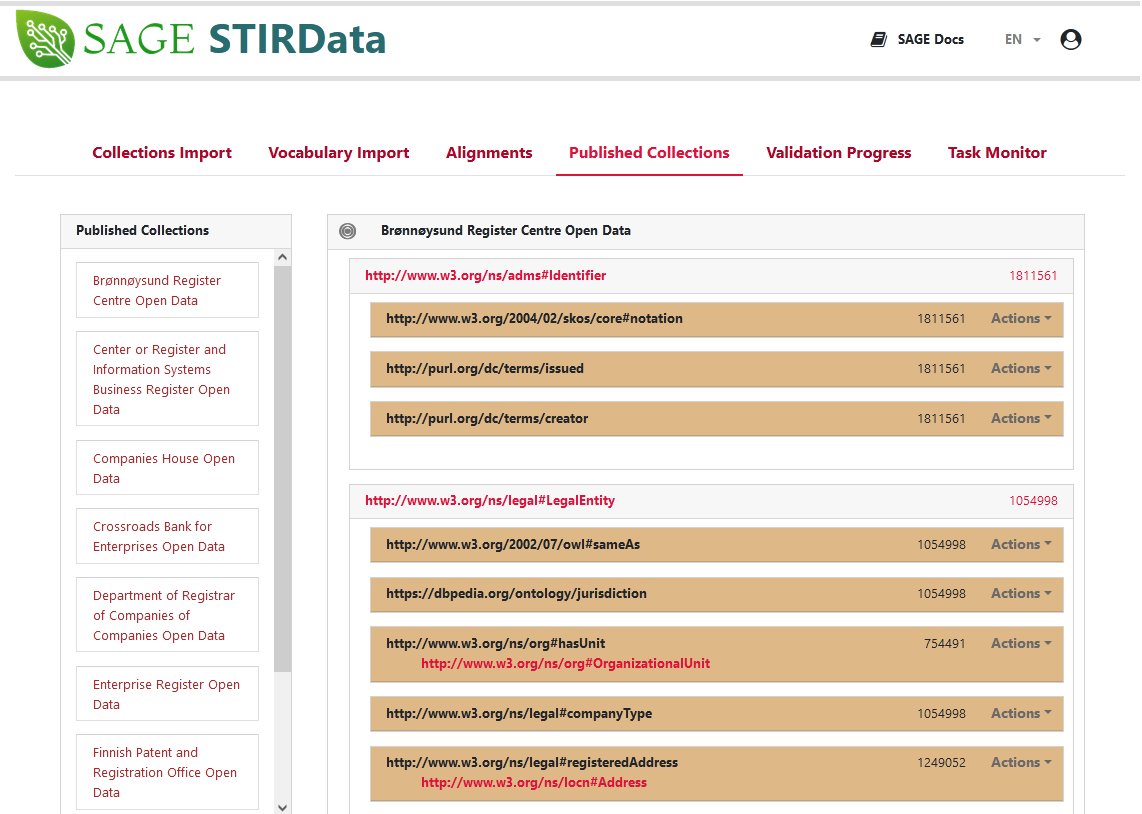 SAGE STIRData
SAGE Docs EN
Collections Import Vocabulary Import Alignments Published Collections Validation Progress Task Monitor
Published Collections
Brønnøysund Register
Centre Open Data
Center or Register and
Information Systems
Business Register Open
Data
Companies House Open
Data
Crossroads Bank for
Enterprises Open Data
Department of Registrar
of Companies of
Companies Open Data
Enterprise Register Open
Data
Finnish Patent and
Registration Office Open
Data
Brønnøysund Register Centre Open Data
http://www.w3.org/ns/adms#Identifier 1811561
http://www.w3.org/2004/02/skos/core#notation 1811561 Actions
http://purl.org/dc/terms/issued 1811561 Actions
http://purl.org/dc/terms/creator 1811561 Actions
http://www.w3.org/ns/legal#LegalEntity 1054998
http://www.w3.org/2002/07/owl#sameAs 1054998 Actions
https://dbpedia.org/ontology/jurisdiction 1054998 Actions
http://www.w3.org/ns/org#hasUnit 754491 Actions
http://www.w3.org/ns/org#OrganizationalUnit
http://www.w3.org/ns/legal#companyType 1054998 Actions
http://www.w3.org/ns/legal#registeredAddress 1249052 Actions
http://www.w3.org/ns/locn#Address